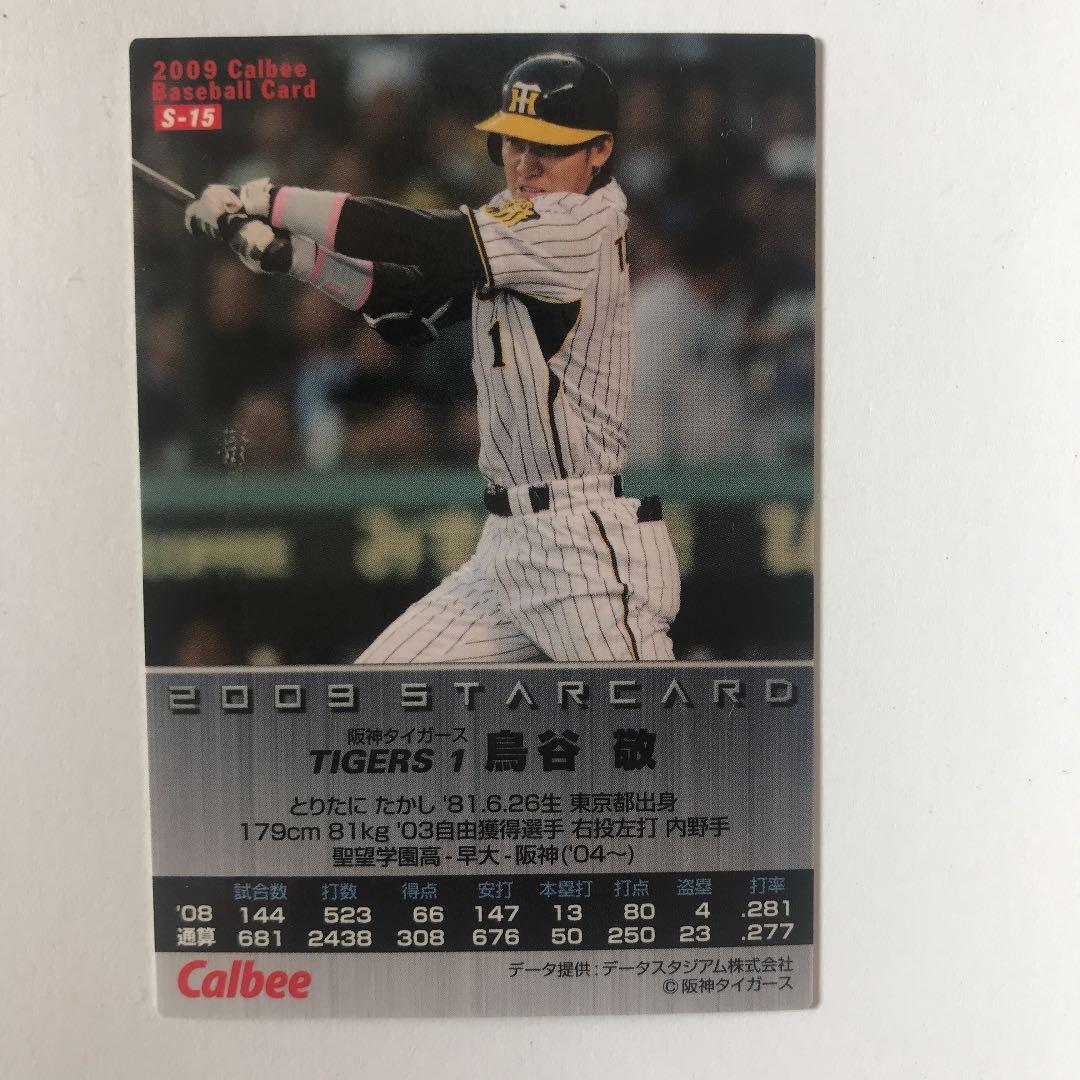 2009 Calbee
Baseball Card
S-15
TH
T
1
2009 STARCARD
阪神タイガース
TIGERS 1 鳥谷 敬
とりたに たかし '81.6.26生 東京都出身
179cm 81kg '03自由獲得選手 右投左打 内野手
聖望学園高-早大-阪神('04〜)
試合数 打数 得点 安打 本塁打 打点 盗塁 打率
'08 144 523 66 147 13 80 4 .281
通算 681 2438 308 676 50 250 23 .277
Calbee
データ提供:データスタジアム株式会社
©阪神タイガース